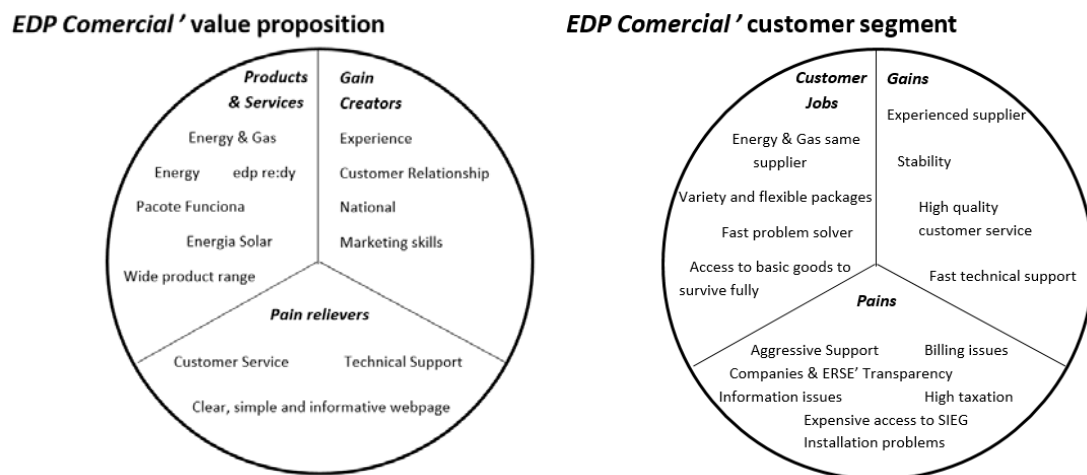 EDP Comercial ' value proposition
Products
& Services
Energy & Gas
Energy edp re:dy
Pacote Funciona
Energia Solar
Wide product range
Gain
Creators
Experience
Customer Relationship
National
Marketing skills
Pain relievers
Customer Service Technical Support
Clear, simple and informative webpage
EDP Comercial ' customer segment
Customer
Jobs
Energy & Gas same
supplier
Variety and flexible packages
Fast problem solver
Access to basic goods to
survive fully
Gains
Experienced supplier
Stability
High quality
customer service
Fast technical support
Pains
Aggressive Support Billing issues
Companies & ERSE' Transparency
Information issues High taxation
Expensive access to SIEG
Installation problems